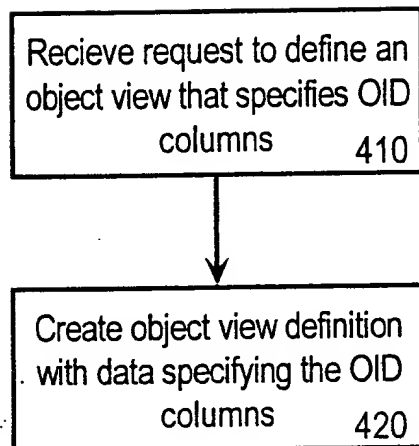 Recieve request to define an
object view that specifies OID
columns 410
Create object view definition
with data specifying the OID
columns 420